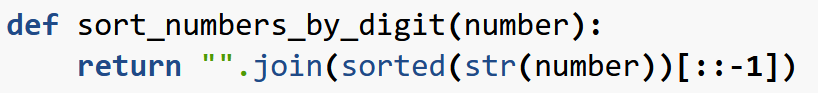 def sort_numbers_by_digit(number):
    return "".join(sorted(str(number))[::-1])